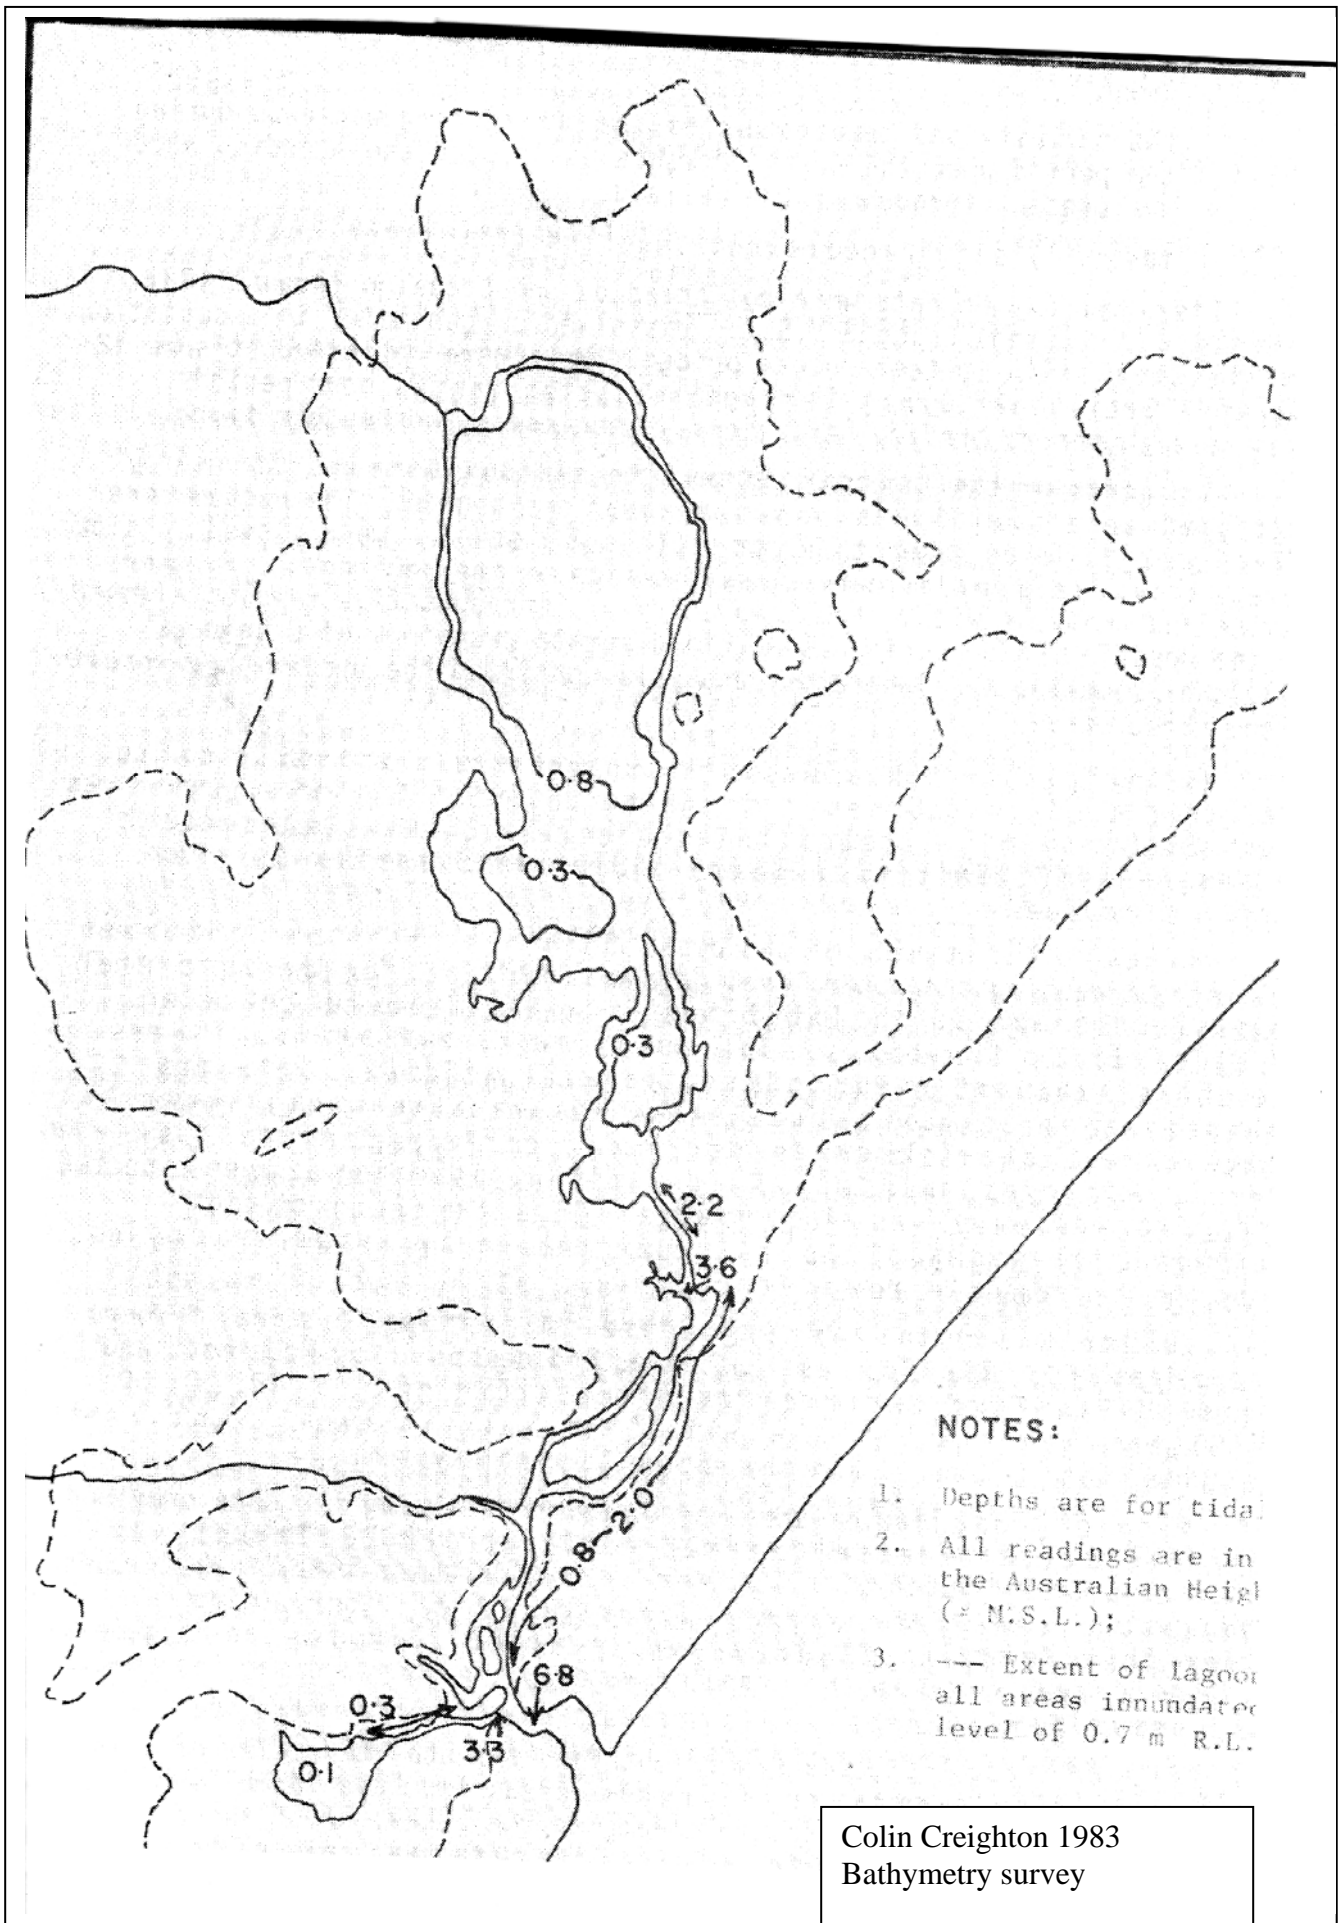 0.8
0.3
0.3
2.2
3.6
0.8-2.0
6.8
0.3
3.3
0.1
NOTES:
1. Depths are for tida
2. All readings are in
the Australian Heig
(= M.S.L.);
3. --- Extent of lagoo
all areas innundated
level of 0.7 m R.L.
Colin Creighton 1983
Bathymetry survey